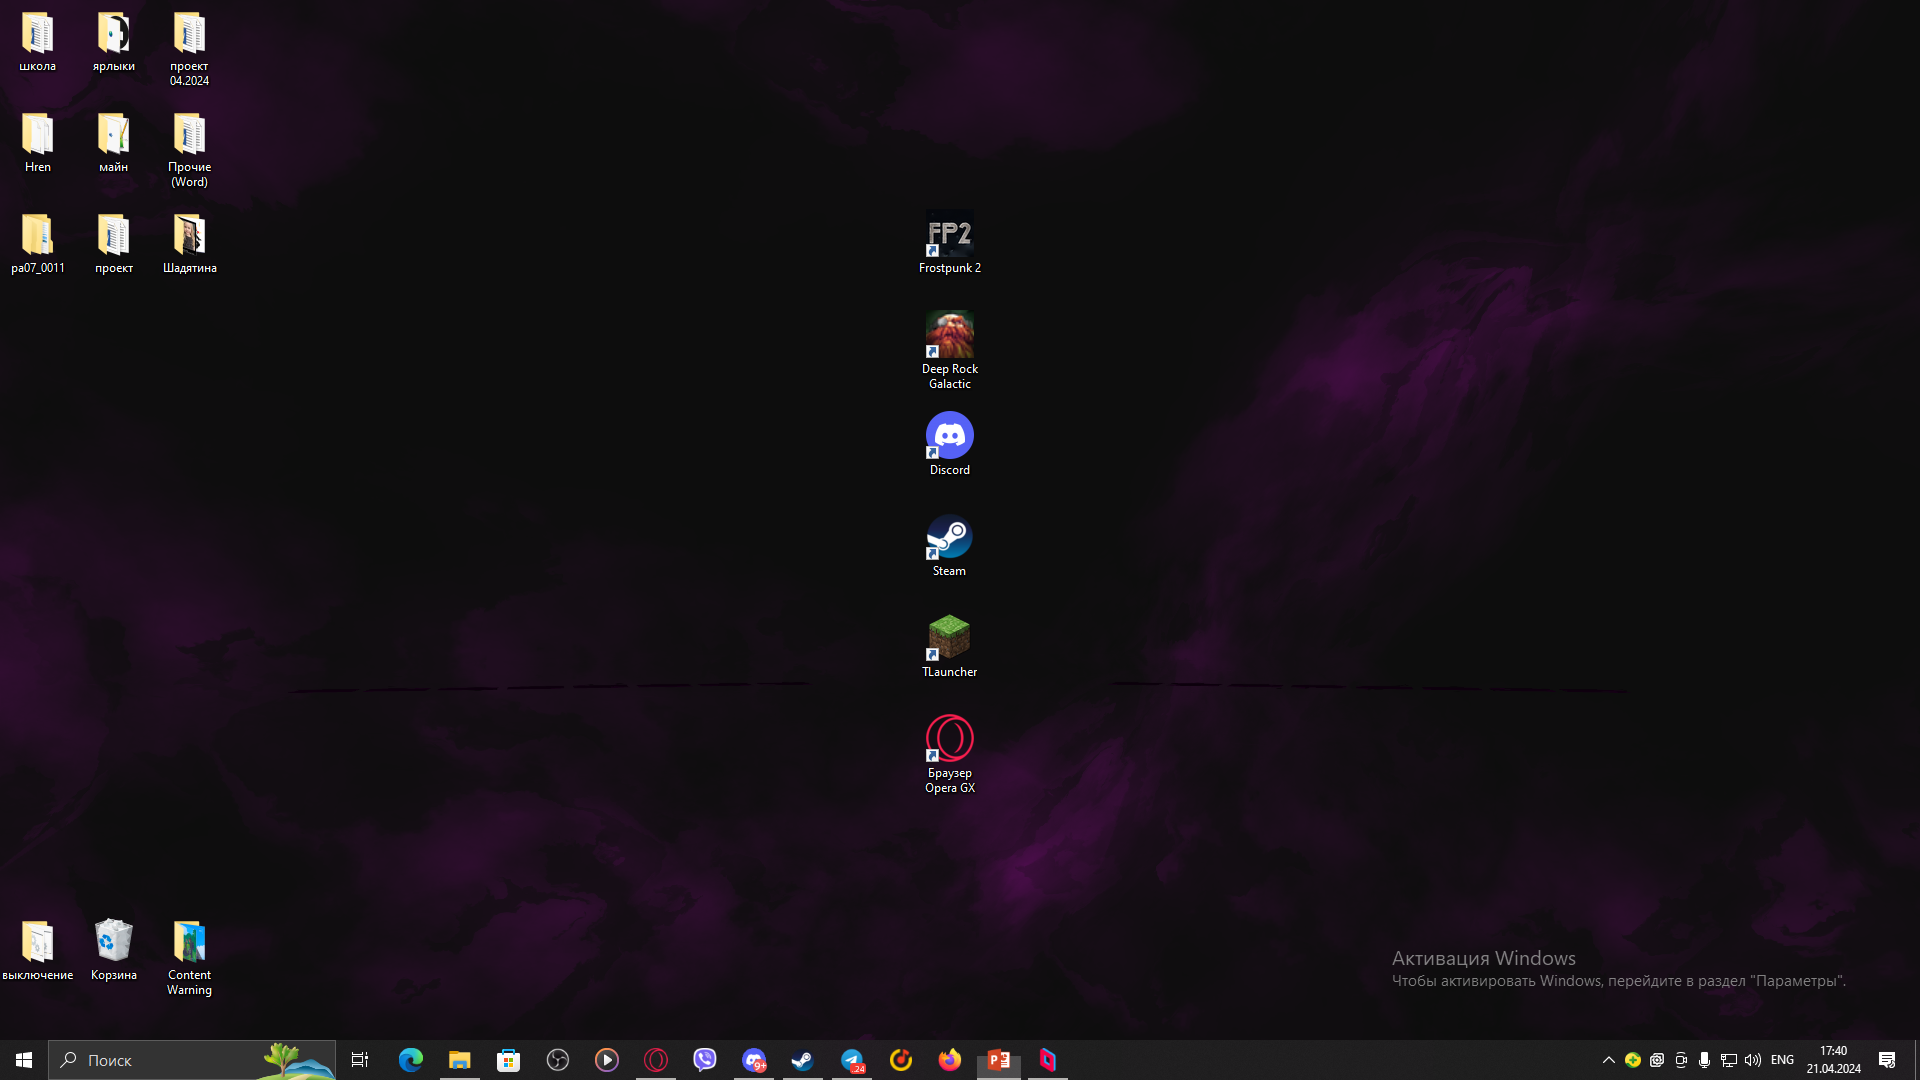 школа
ярлыки
проект
04.2024
Hren
майн
Прочие
(Word)
pa07_0011
проект
Шадятина
FP2
Frostpunk 2
Deep Rock
Galactic
Discord
Steam
TLauncher
Браузер
Opera GX
выключение
Корзина
Content
Warning
Активация Windows
Чтобы активировать Windows, перейдите в раздел "Параметры".
Поиск
9+
24
P
ENG
17:40
21.04.2024